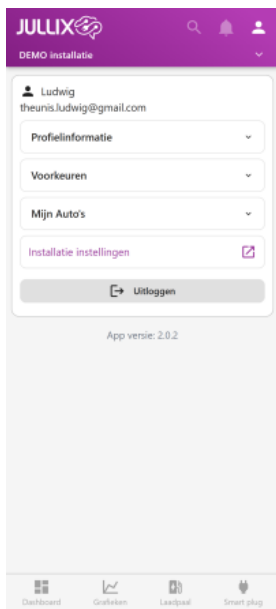 JULLIX
DEMO installatie
Ludwig
theunis.ludwig@gmail.com
Profielinformatie
Voorkeuren
Mijn Auto's
Installatie instellingen
Uitloggen
App versie: 2.0.2
Dashboard Grafieken Laadpaal Smart plug